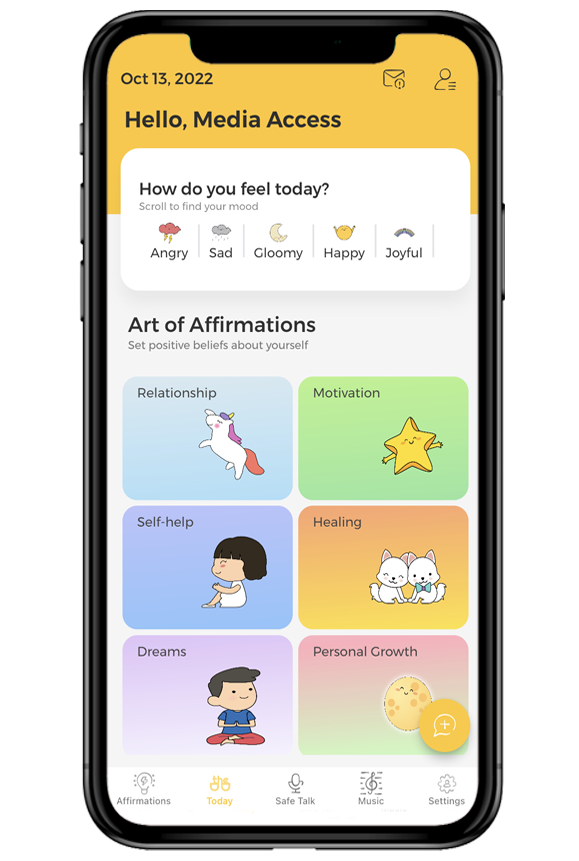 Oct 13, 2022
Hello, Media Access
How do you feel today?
Scroll to find your mood
Angry Sad Gloomy Happy Joyful
Art of Affirmations
Set positive beliefs about yourself
Relationship Motivation
Self-help Healing
Dreams Personal Growth
Affirmations Today Safe Talk Music Settings